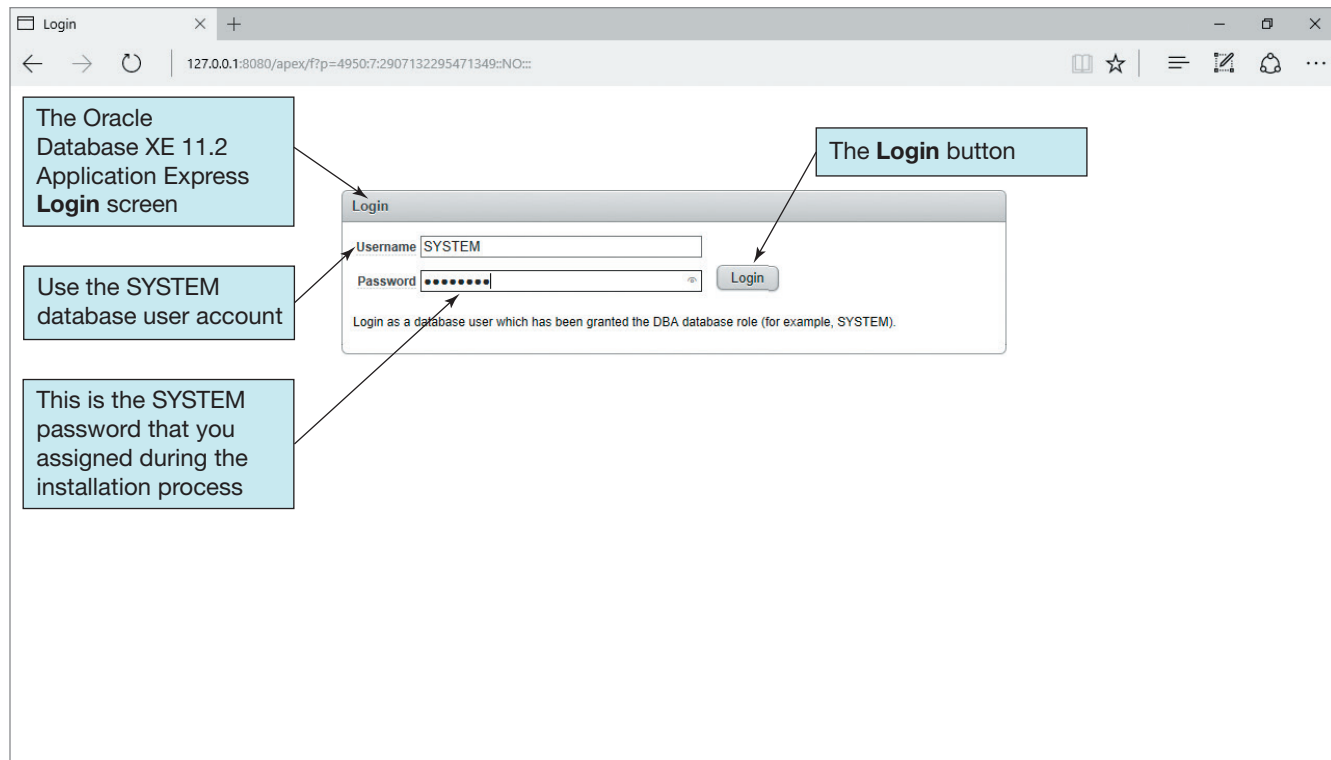 Login
127.0.0.1:8080/apex/f?p=4950:7:2907132295471349::NO:::
The Oracle
Database XE 11.2
Application Express
Login screen
The Login button
Login
Username SYSTEM
Use the SYSTEM
database user account
Password ●●●●●●●●
Login
Login as a database user which has been granted the DBA database role (for example, SYSTEM).
This is the SYSTEM
password that you
assigned during the
installation process